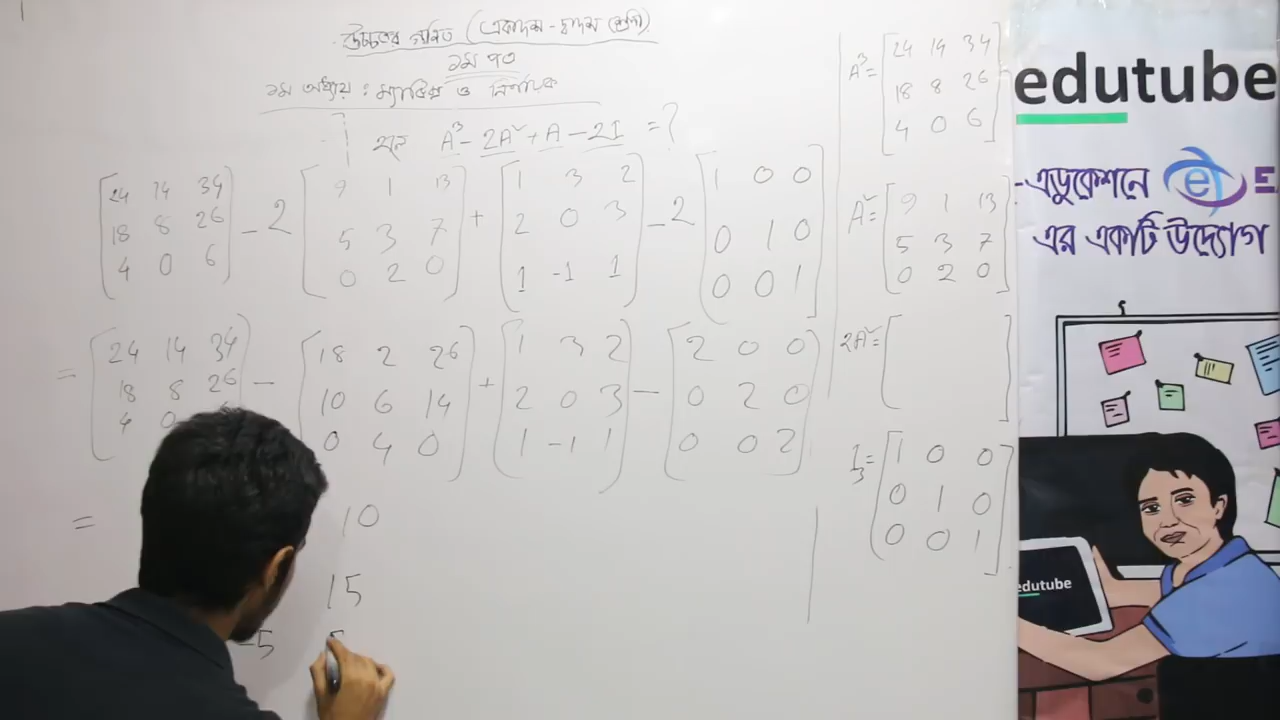 উচ্চতর গণিত (একাদশ-দ্বাদশ শ্রেণী)
১ম পত্র
১ম অধ্যায় : ম্যাট্রিক্স ও নির্ণায়ক
হলে A³ - 2A² + A - 2I = ?
[24 14 34 - 2 [9 1 13 + [1 3 2 - 2 [1 0 0
18 8 26] 5 3 7] 2 0 3] 0 1 0]
4 0 6] 0 2 0] 1 -1 1] 0 0 1]
= [24 14 34 - [18 2 26 + [1 3 2 - [2 0 0
18 8 26 10 6 14 2 0 3 0 2 0
4 0 0 4 0] 1 -1 1] 0 0 2]
= 10
15
-5
A³ = [24 14 34
18 8 26
4 0 6]
A² = [9 1 13
5 3 7
0 2 0]
2A² = [ ]
I₃ = [1 0 0
0 1 0
0 0 1]
edutube
-এডুকেশনে e E
এর একটি উদ্যোগ
edutube